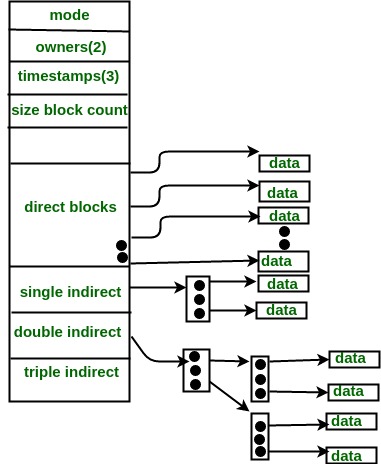 mode
owners(2)
timestamps(3)
size block count
direct blocks
data
data
data
data
single indirect
data
data
double indirect
data
data
data
data
triple indirect